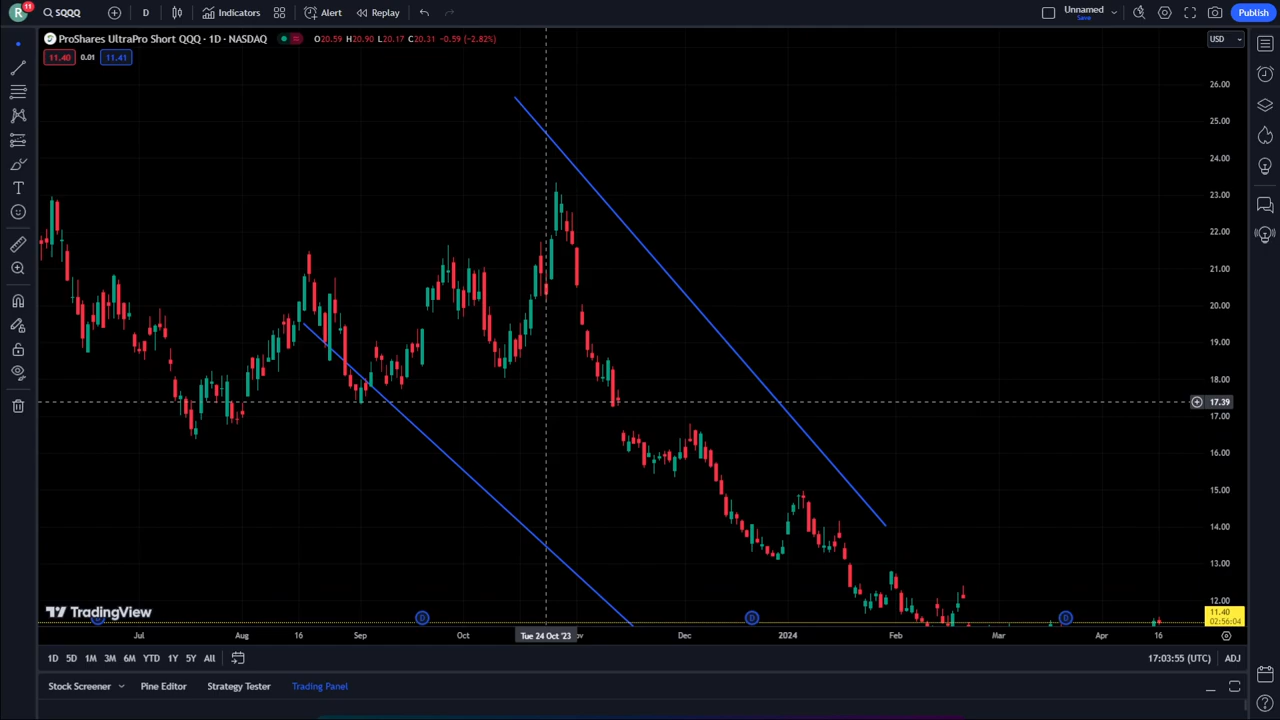 R 11 SQQQ D Indicators Alert Replay Unnamed Save Publish
ProShares UltraPro Short QQQ · 1D · NASDAQ O20.59 H20.90 L20.17 C20.31 -0.59 (-2.82%) USD
11.40 0.01 11.41
26.00
25.00
24.00
23.00
22.00
21.00
20.00
19.00
18.00
17.39
17.00
16.00
15.00
14.00
13.00
12.00
11.40
02:56:04
TradingView
D D D D
Jul Aug 16 Sep Oct Tue 24 Oct '23 Dec 2024 Feb Mar Apr 16
1D 5D 1M 3M 6M YTD 1Y 5Y All 17:03:55 (UTC) ADJ
Stock Screener Pine Editor Strategy Tester Trading Panel